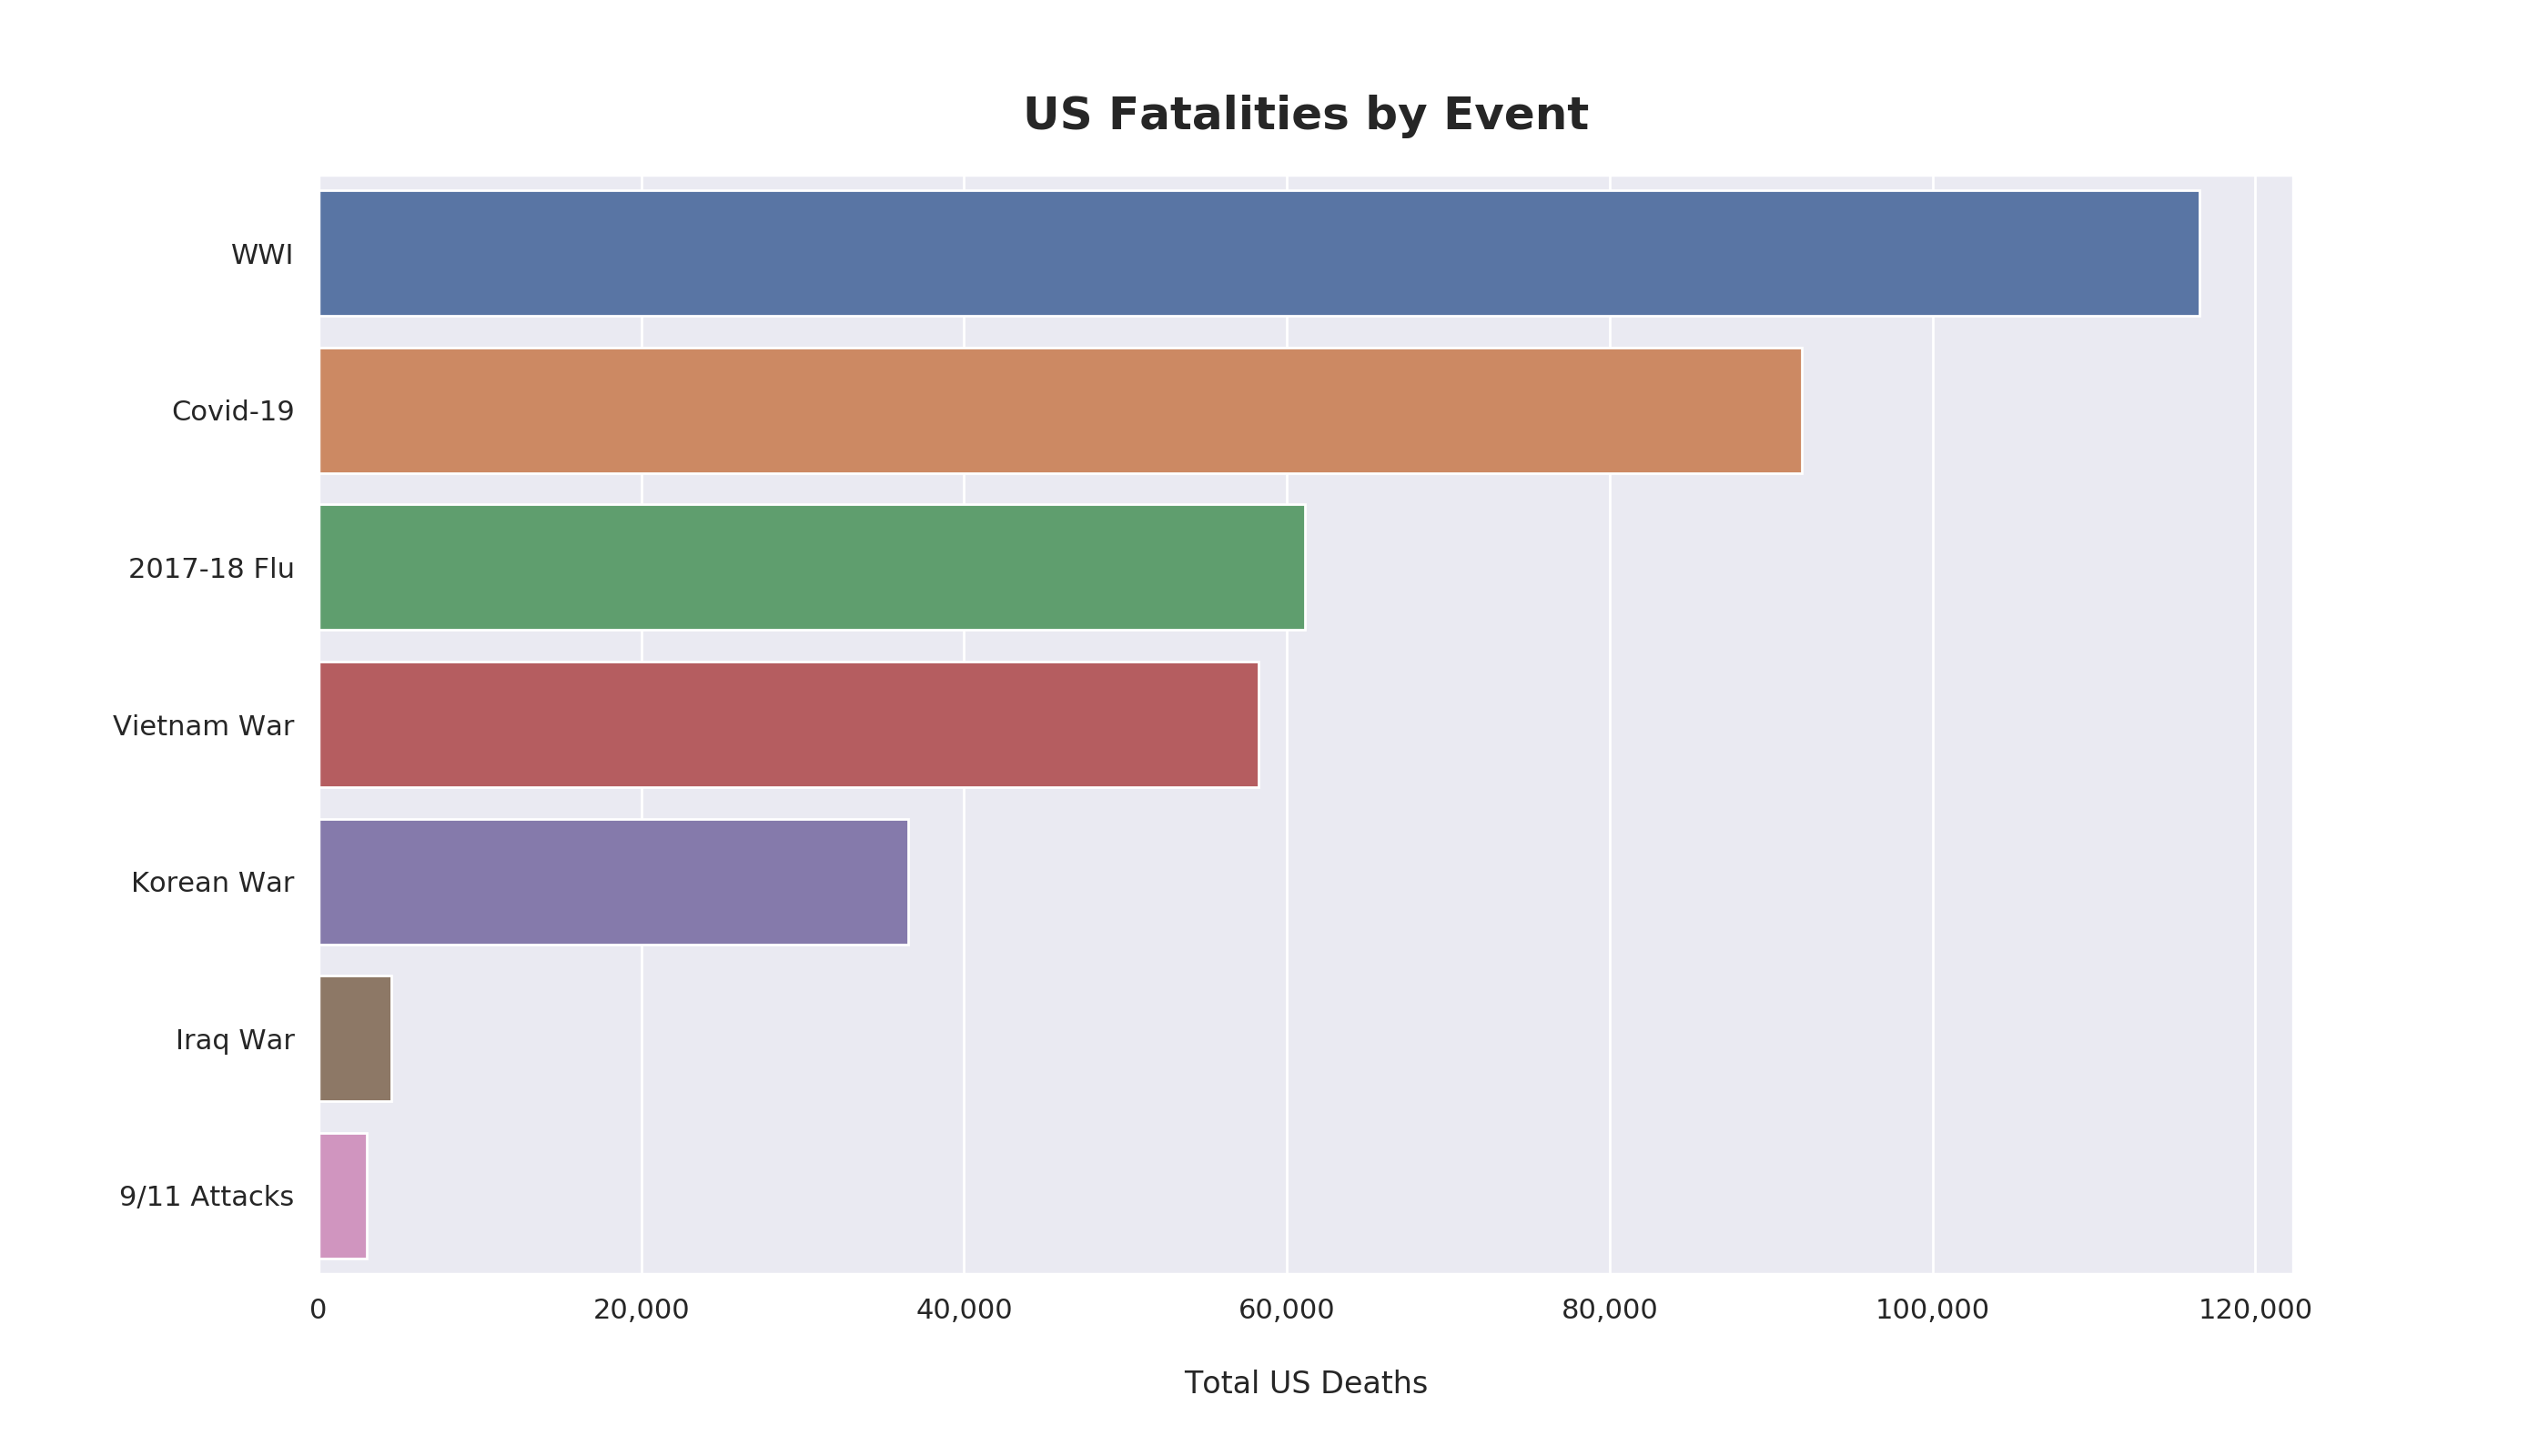 US Fatalities by Event
WWI
Covid-19
2017-18 Flu
Vietnam War
Korean War
Iraq War
9/11 Attacks
0 20,000 40,000 60,000 80,000 100,000 120,000
Total US Deaths